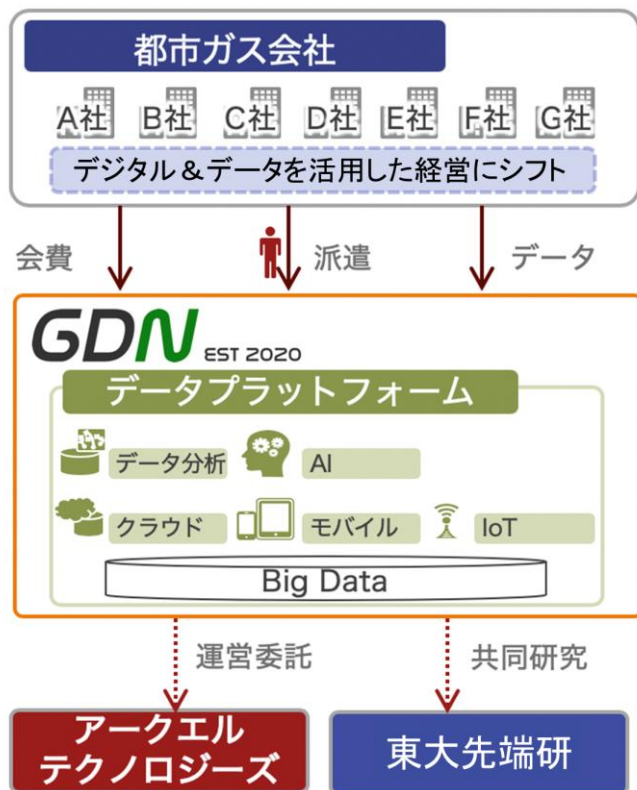 都市ガス会社
A社 B社 C社 D社 E社 F社 G社
デジタル＆データを活用した経営にシフト
会費 派遣 データ
GDN EST 2020
データプラットフォーム
データ分析 AI
クラウド モバイル IoT
Big Data
運営委託 共同研究
アークエル
テクノロジーズ
東大先端研